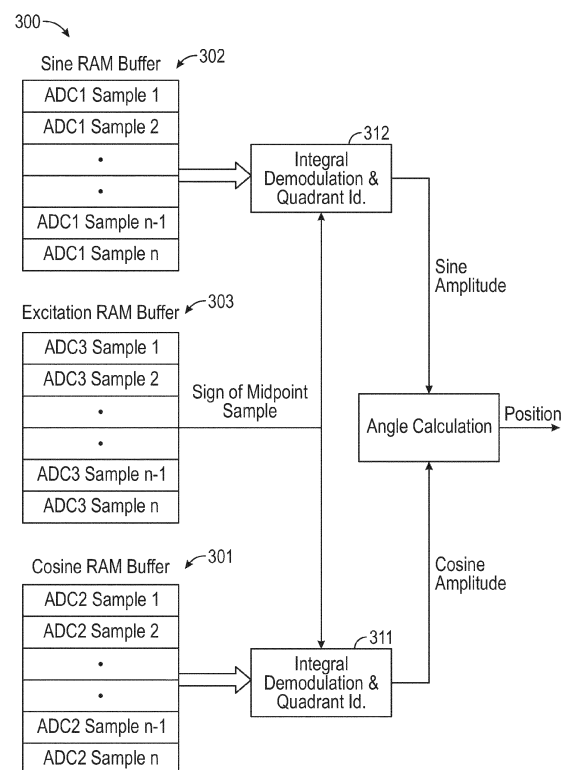 300
Sine RAM Buffer
302
ADC1 Sample 1
ADC1 Sample 2
•
•
ADC1 Sample n-1
ADC1 Sample n
312
Integral
Demodulation &
Quadrant Id.
Sine
Amplitude
Excitation RAM Buffer
303
ADC3 Sample 1
ADC3 Sample 2
•
•
ADC3 Sample n-1
ADC3 Sample n
Sign of Midpoint
Sample
Angle Calculation
Position
Cosine RAM Buffer
301
ADC2 Sample 1
ADC2 Sample 2
•
•
ADC2 Sample n-1
ADC2 Sample n
311
Integral
Demodulation &
Quadrant Id.
Cosine
Amplitude